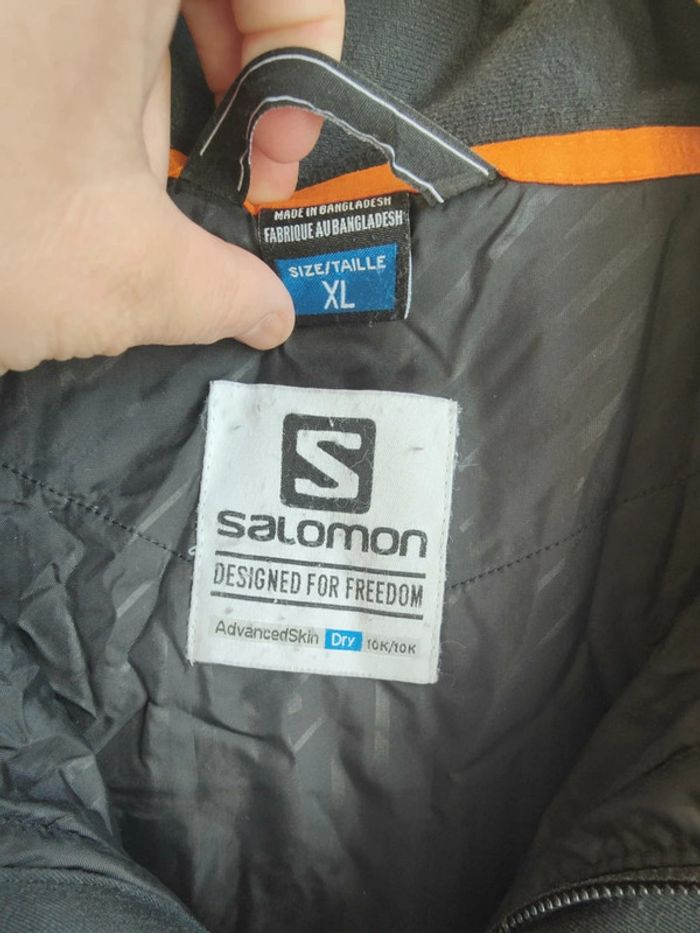 MADE IN BANGLADESH
FABRIQUE AU BANGLADESH
SIZE/TAILLE
XL
S
SALOMON
DESIGNED FOR FREEDOM
AdvancedSkin Dry 10K/10K